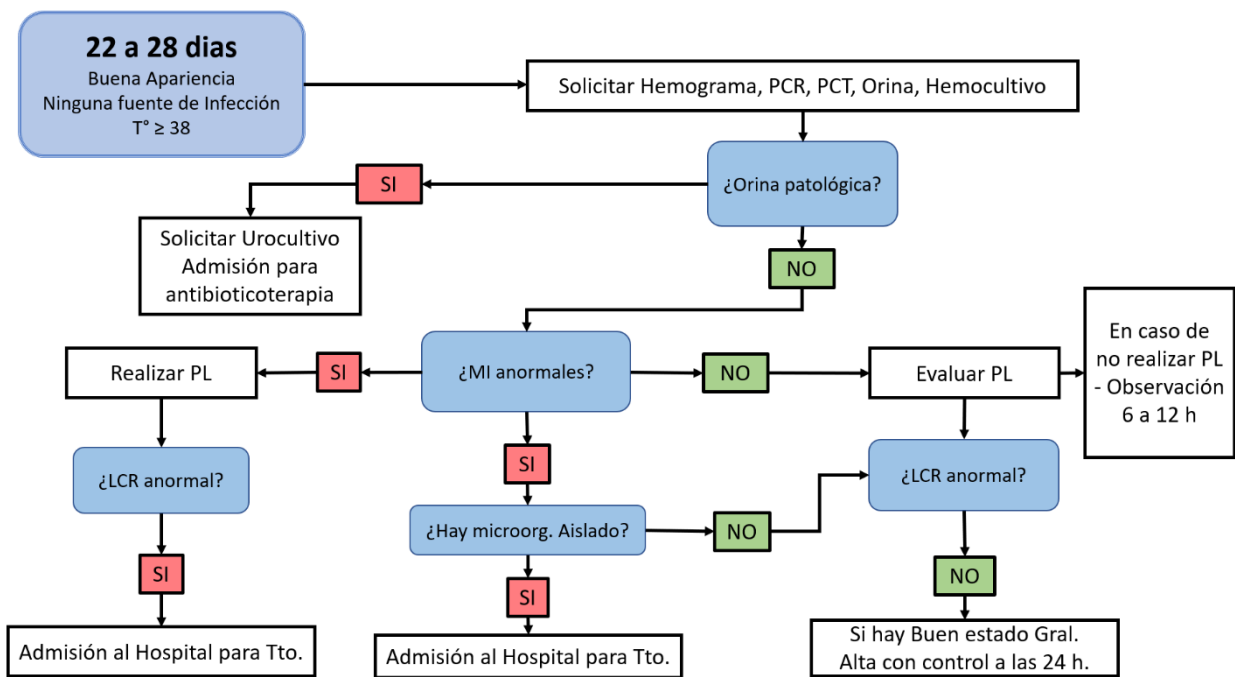 22 a 28 dias
Buena Apariencia
Ninguna fuente de Infección
T° ≥ 38
Solicitar Hemograma, PCR, PCT, Orina, Hemocultivo
¿Orina patológica?
SI
Solicitar Urocultivo
Admisión para
antibioticoterapia
NO
¿MI anormales?
SI
Realizar PL
NO
Evaluar PL
En caso de
no realizar PL
- Observación
6 a 12 h
¿LCR anormal?
SI
¿LCR anormal?
¿Hay microorg. Aislado?
NO
SI
SI
NO
Admisión al Hospital para Tto.
Admisión al Hospital para Tto.
Si hay Buen estado Gral.
Alta con control a las 24 h.